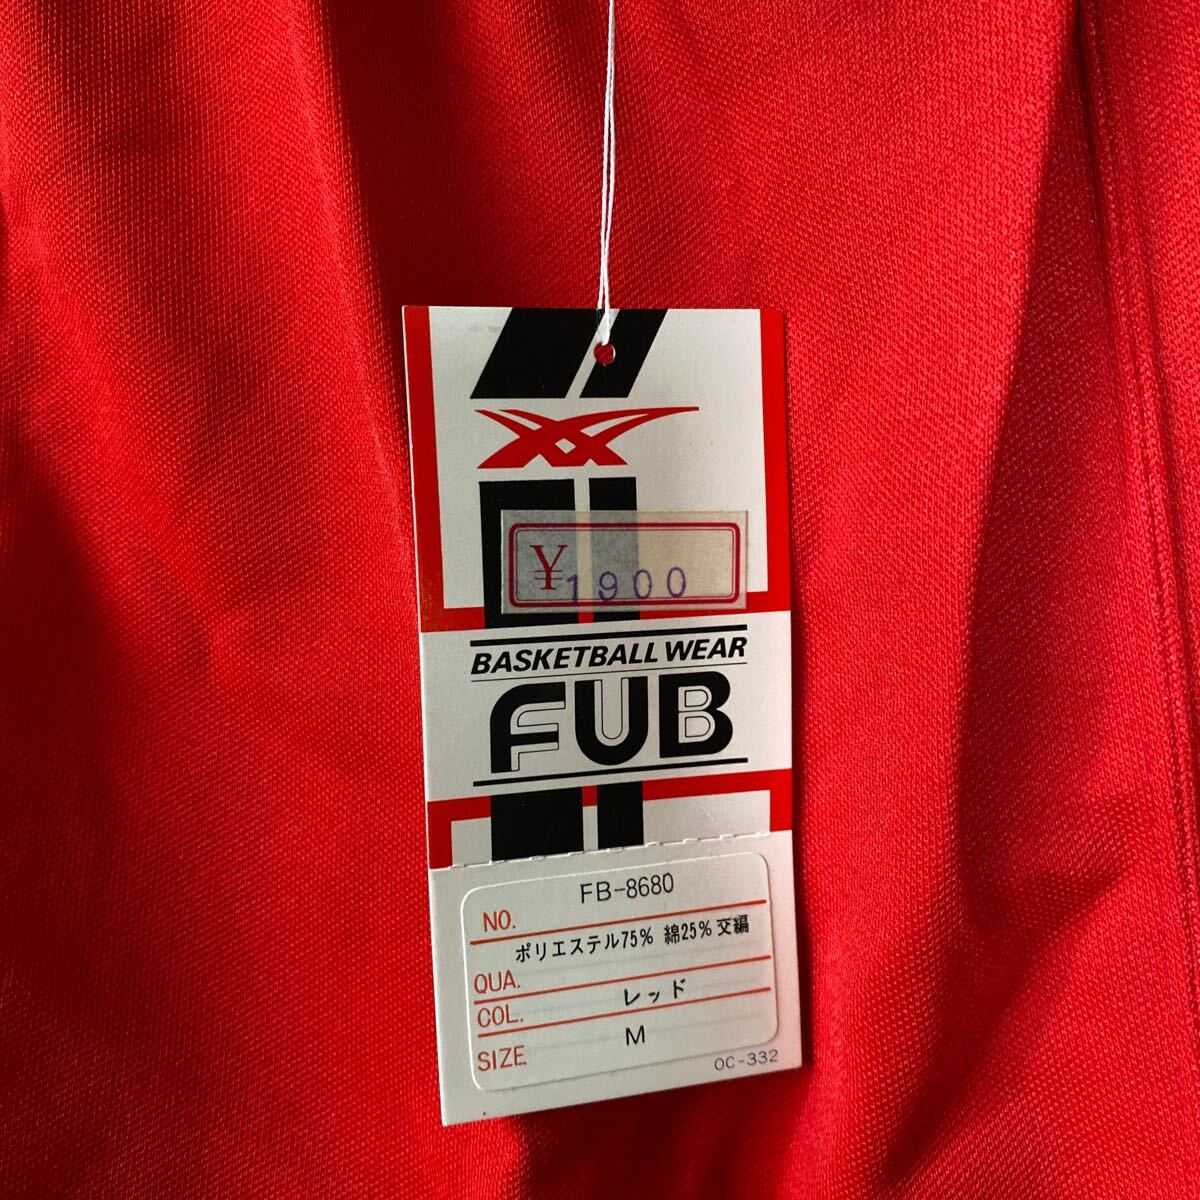 ¥1900
BASKETBALL WEAR
FUB
NO. FB-8680
QUA. ポリエステル75% 綿25% 交編
COL. レッド
SIZE M
OC-332